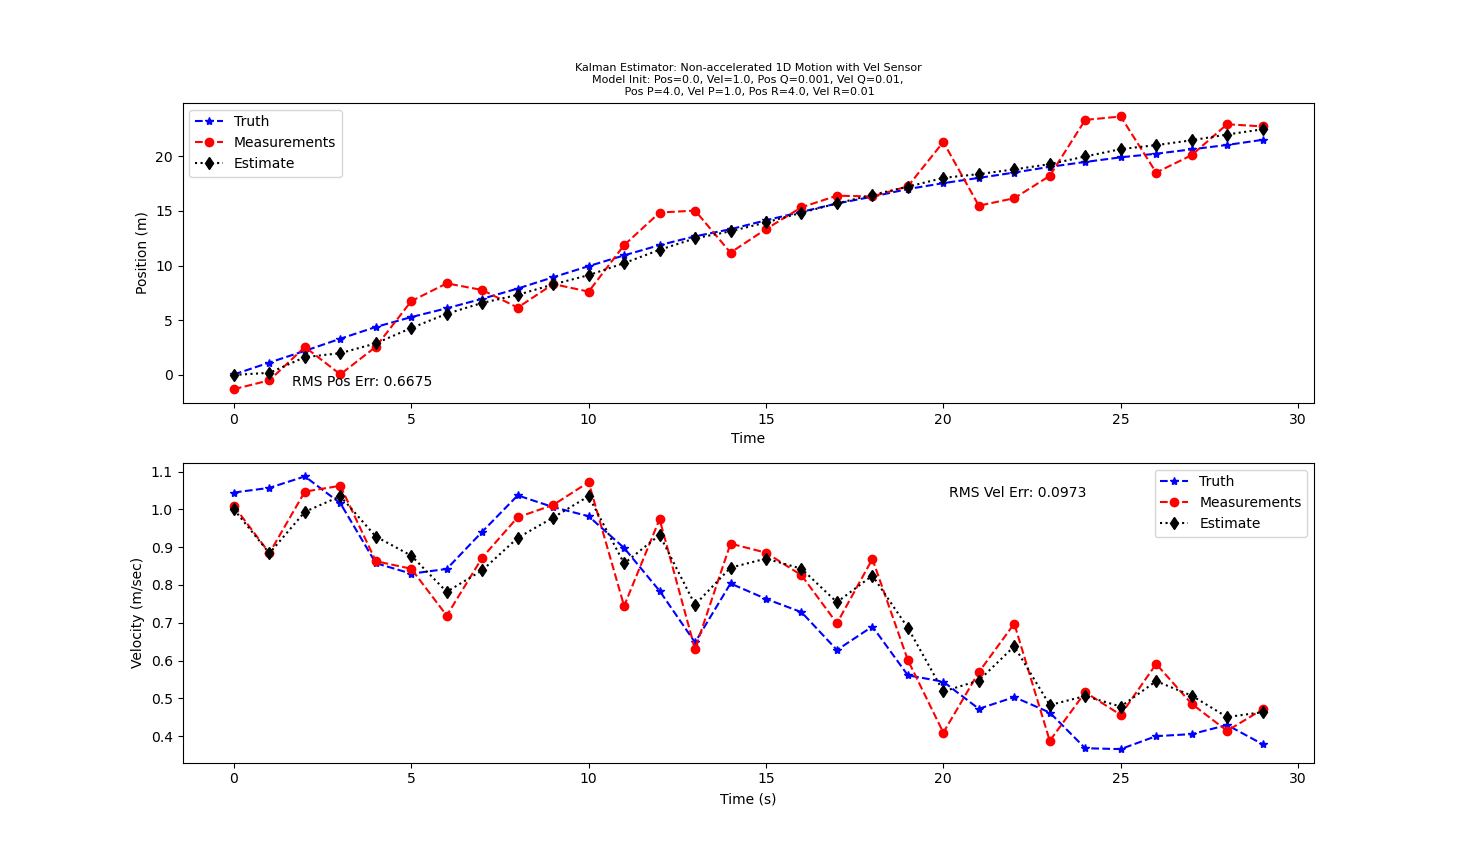 Kalman Estimator: Non-accelerated 1D Motion with Vel Sensor
Model Init: Pos=0.0, Vel=1.0, Pos Q=0.001, Vel Q=0.01,
Pos P=4.0, Vel P=1.0, Pos R=4.0, Vel R=0.01
Truth
Measurements
Estimate
20
15
10
5
0
Position (m)
RMS Pos Err: 0.6675
0 5 10 15 20 25 30
Time
1.1
1.0
0.9
0.8
0.7
0.6
0.5
0.4
Velocity (m/sec)
RMS Vel Err: 0.0973
Truth
Measurements
Estimate
0 5 10 15 20 25 30
Time (s)